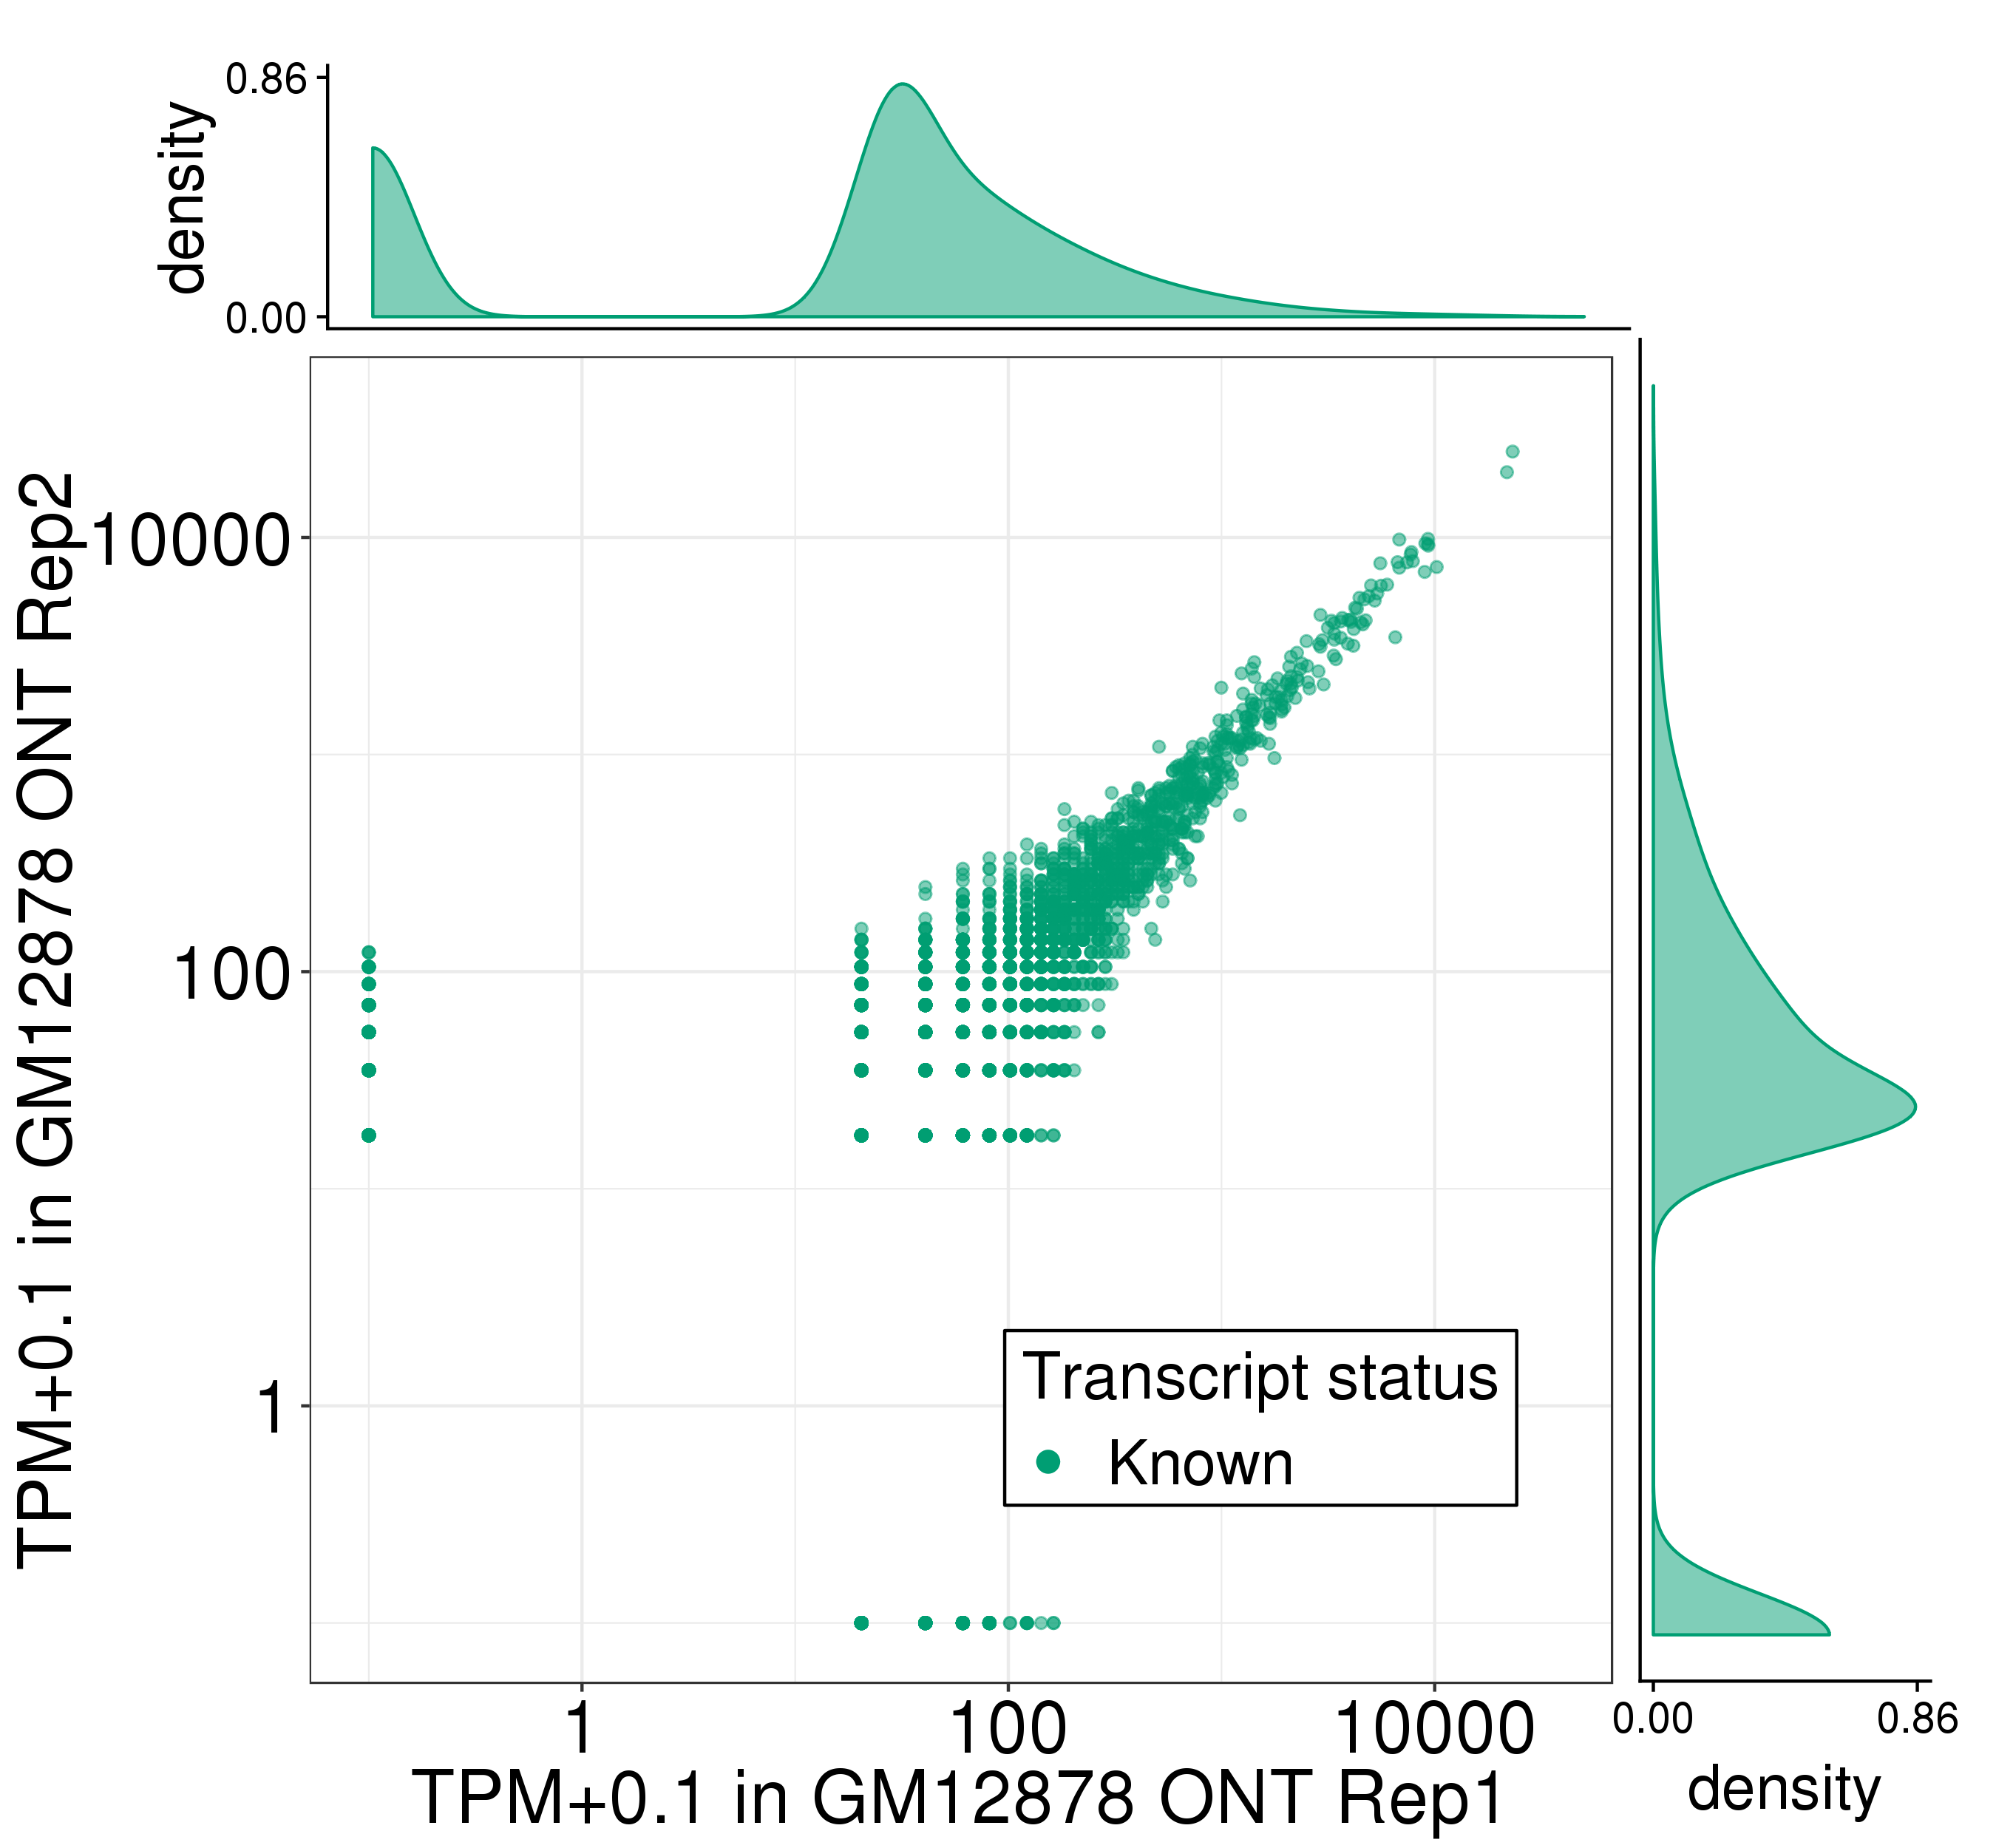 0.86
density
0.00
TPM+0.1 in GM12878 ONT Rep2
10000
100
1
Transcript status
Known
1
100
10000
TPM+0.1 in GM12878 ONT Rep1
0.00
0.86
density